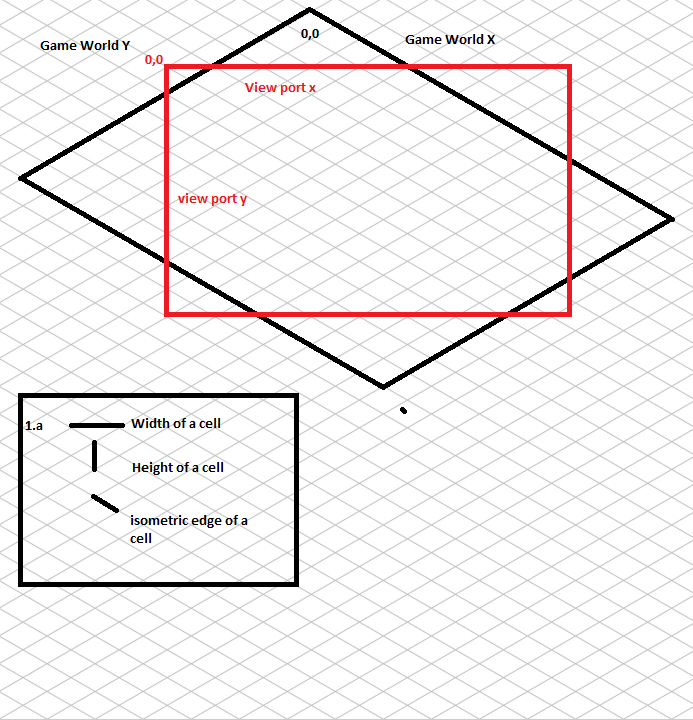 0,0
Game World X
Game World Y
0,0
View port x
view port y
1.a
Width of a cell
Height of a cell
isometric edge of a
cell